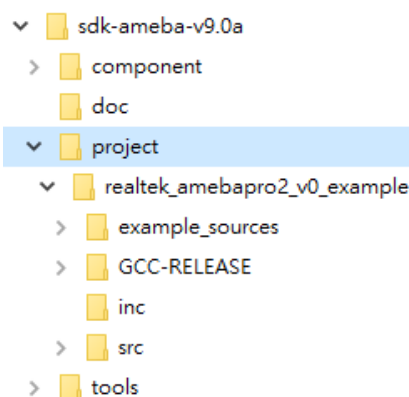 sdk-ameba-v9.0a
component
doc
project
realtek_amebapro2_v0_example
example_sources
GCC-RELEASE
inc
src
tools